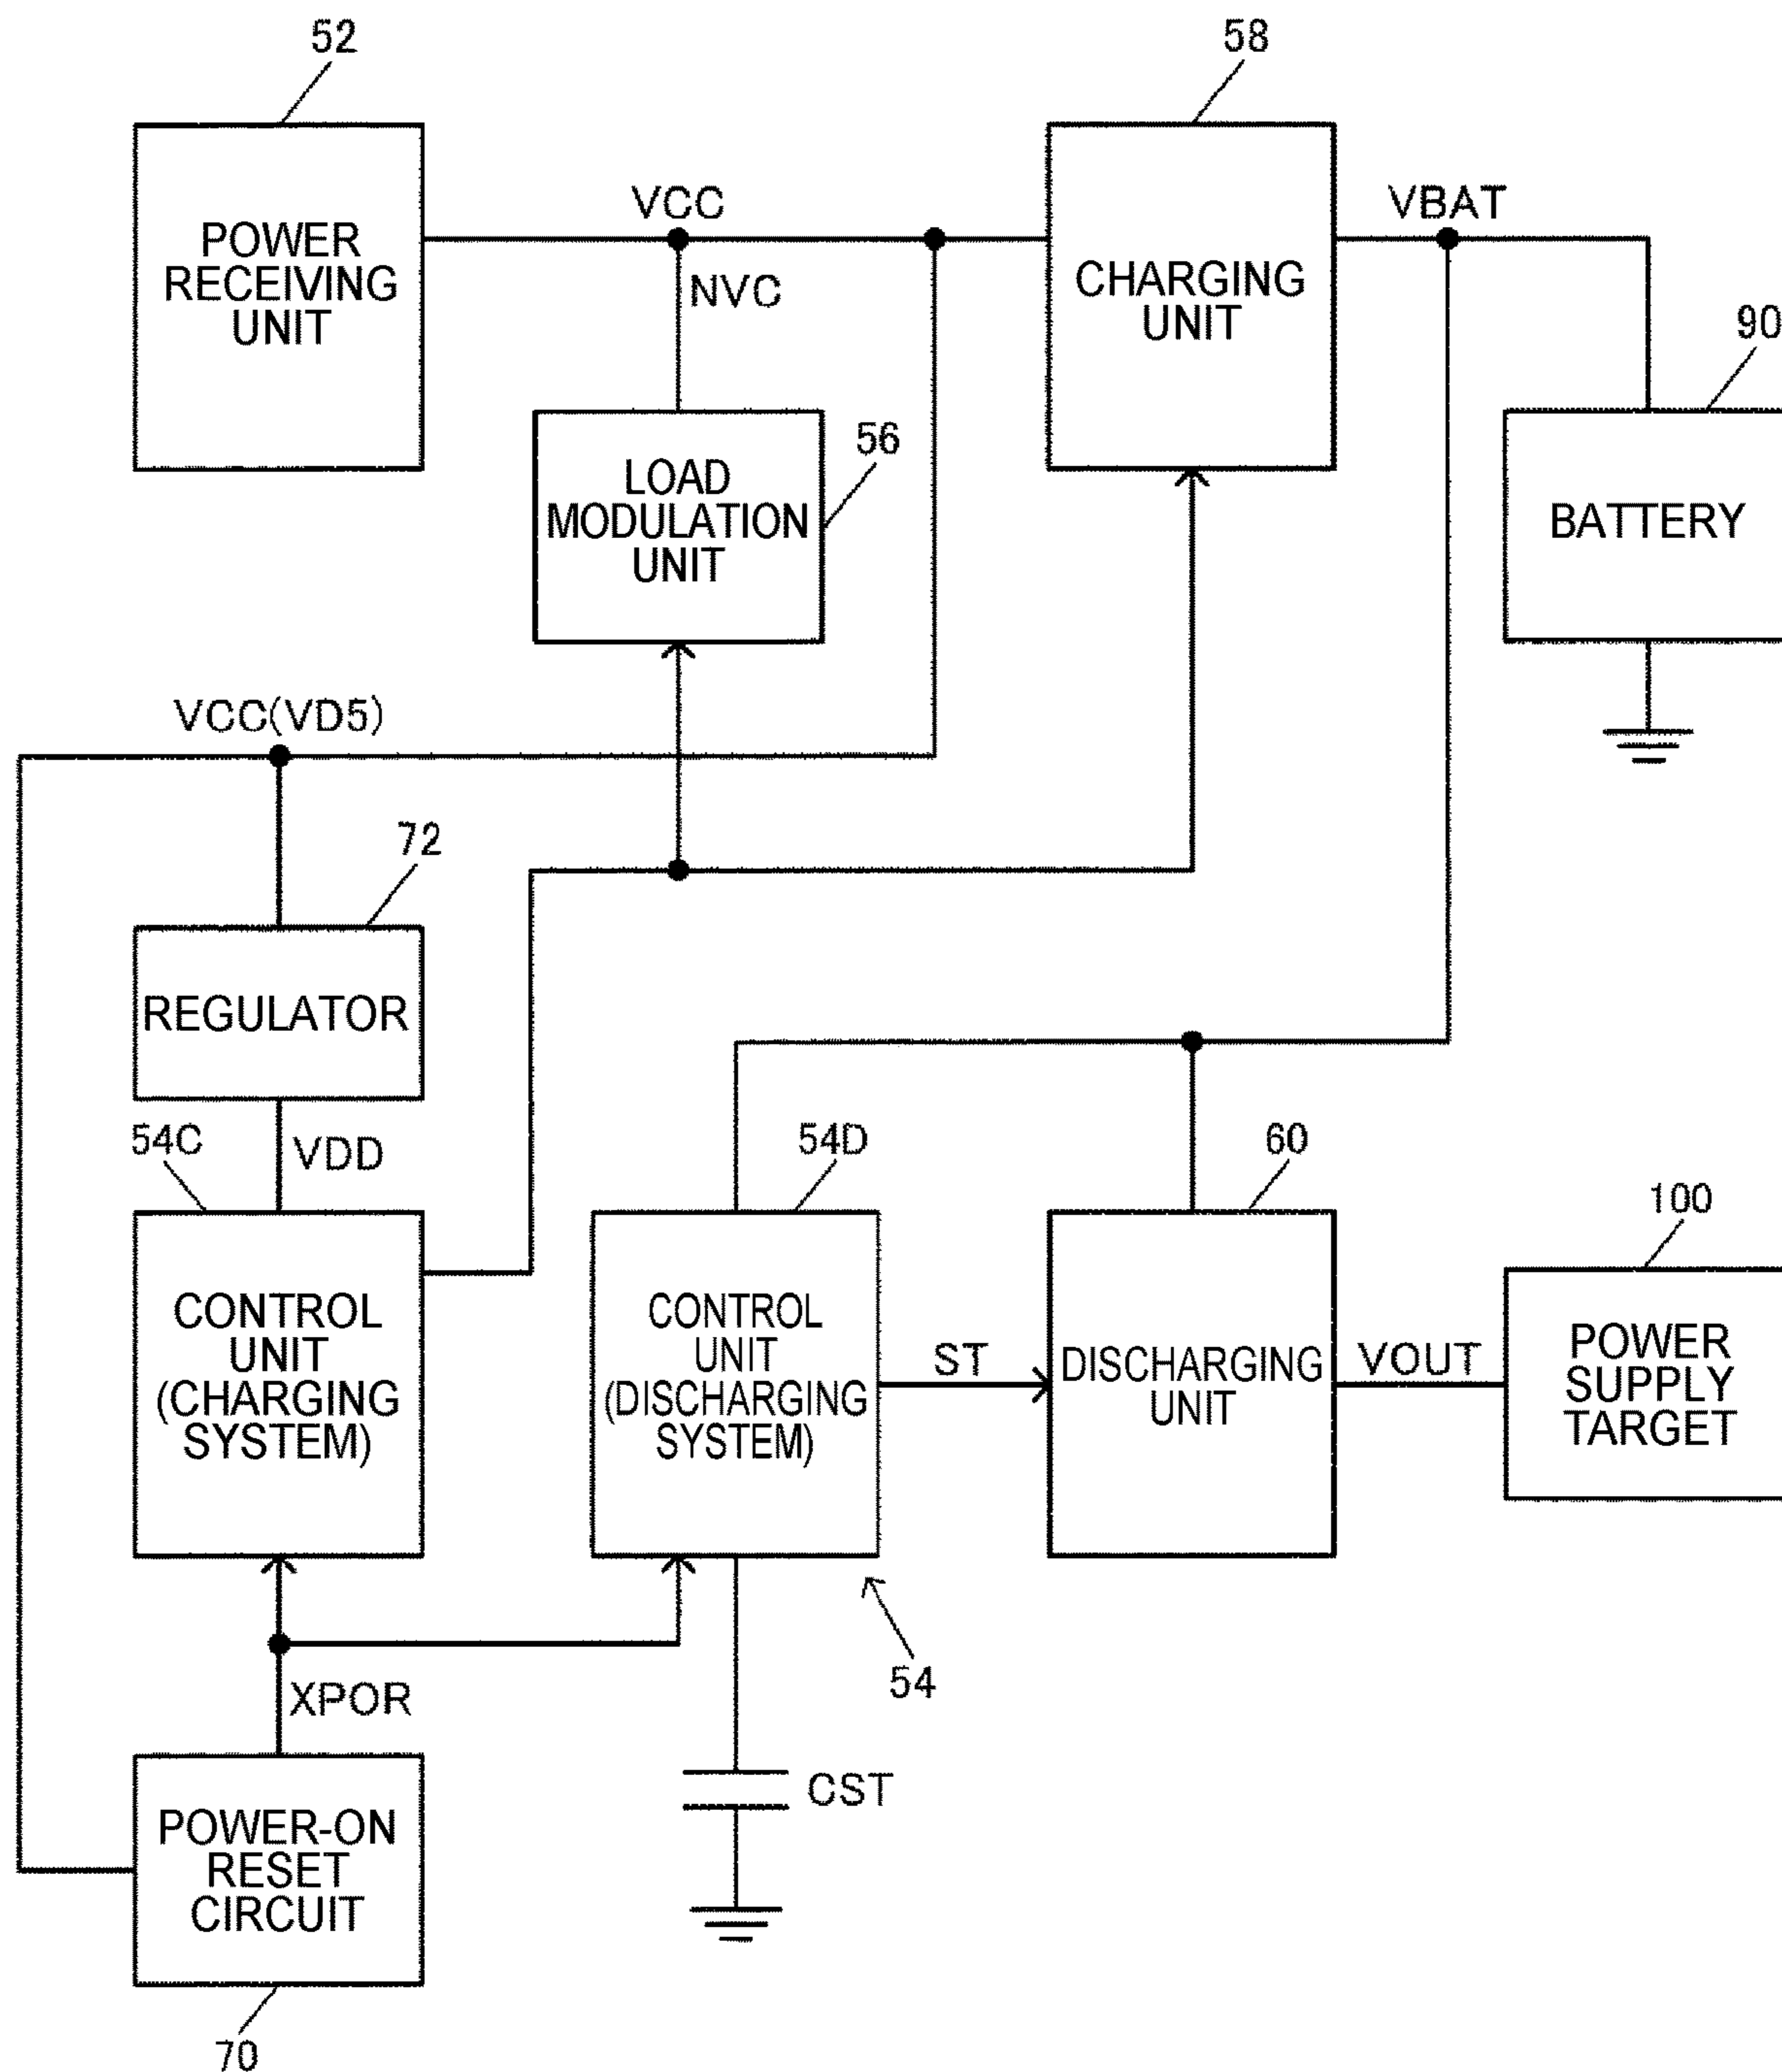 52
58
POWER
RECEIVING
UNIT
VCC
NVC
CHARGING
UNIT
VBAT
90
LOAD
MODULATION
UNIT
56
BATTERY
VCC(VD5)
72
REGULATOR
54C
VDD
54D
60
100
CONTROL
UNIT
(CHARGING
SYSTEM)
CONTROL
UNIT
(DISCHARGING
SYSTEM)
ST
DISCHARGING
UNIT
VOUT
POWER
SUPPLY
TARGET
54
XPOR
CST
POWER-ON
RESET
CIRCUIT
70